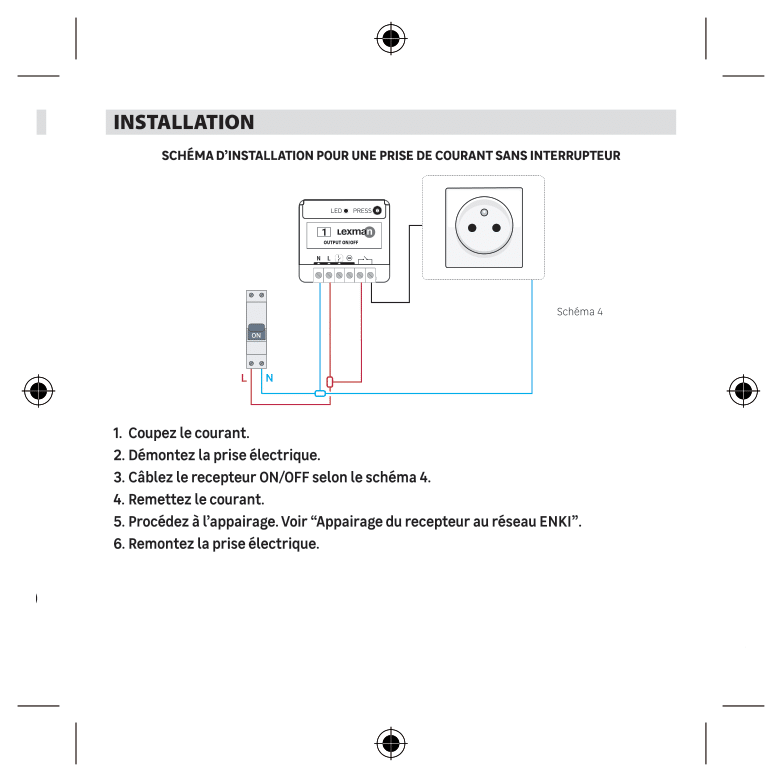 INSTALLATION
SCHÉMA D’INSTALLATION POUR UNE PRISE DE COURANT SANS INTERRUPTEUR
LED PRESS
1 Lexman
OUTPUT ON/OFF
N L
Schéma 4
ON
L N
1. Coupez le courant.
2. Démontez la prise électrique.
3. Câblez le recepteur ON/OFF selon le schéma 4.
4. Remettez le courant.
5. Procédez à l’appairage. Voir “Appairage du recepteur au réseau ENKI”.
6. Remontez la prise électrique.